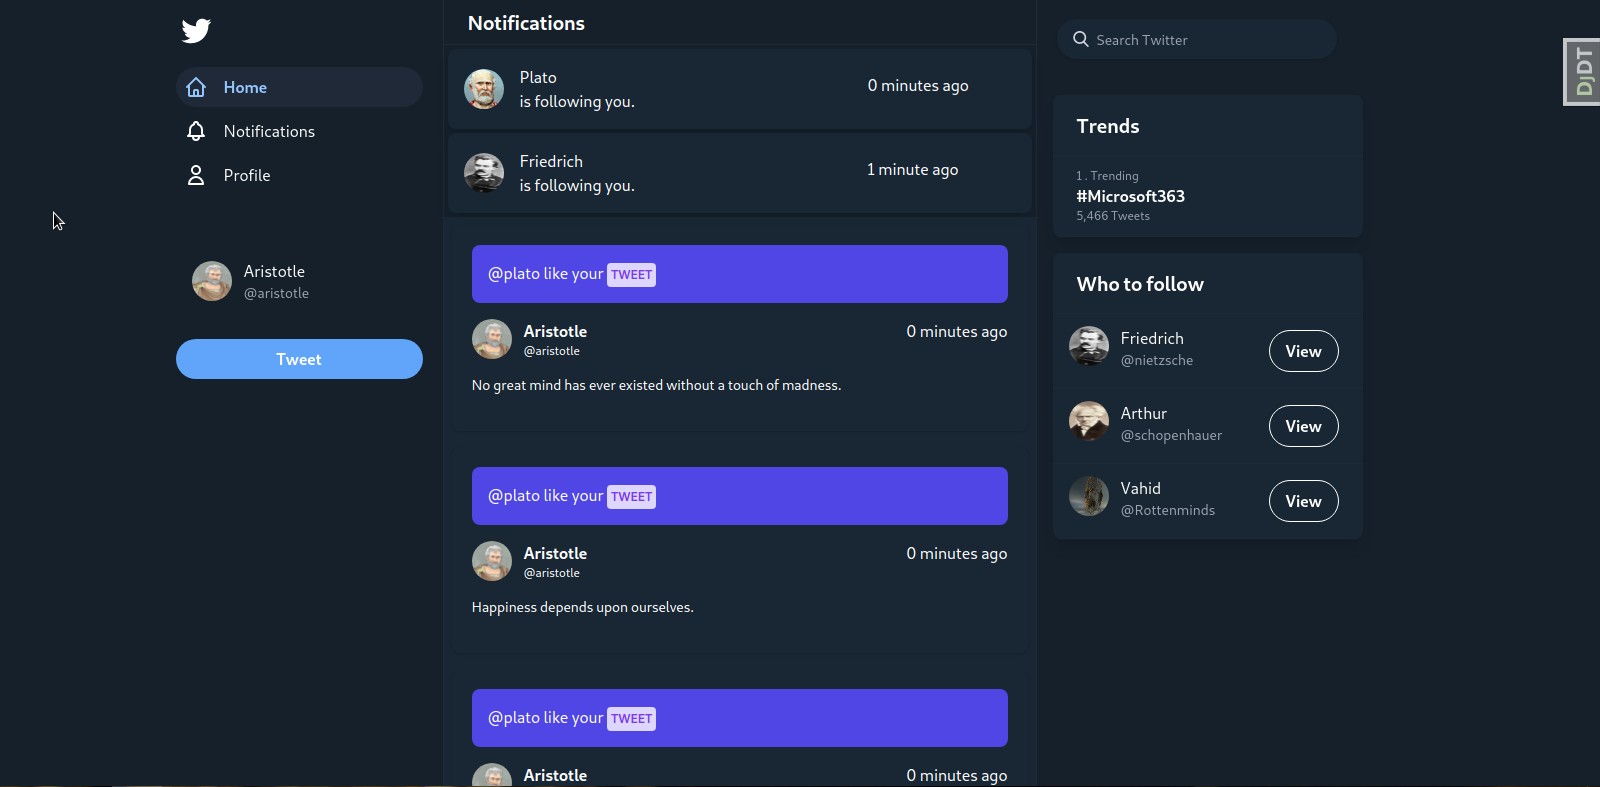 Notifications
Search Twitter
DjDT
Home
Notifications
Profile
Aristotle
@aristotle
Tweet
Plato
is following you.
0 minutes ago
Friedrich
is following you.
1 minute ago
@plato like your TWEET
Aristotle
@aristotle
0 minutes ago
No great mind has ever existed without a touch of madness.
@plato like your TWEET
Aristotle
@aristotle
0 minutes ago
Happiness depends upon ourselves.
@plato like your TWEET
Aristotle
0 minutes ago
Trends
1. Trending
#Microsoft363
5,466 Tweets
Who to follow
Friedrich
@nietzsche
View
Arthur
@schopenhauer
View
Vahid
@Rottenminds
View